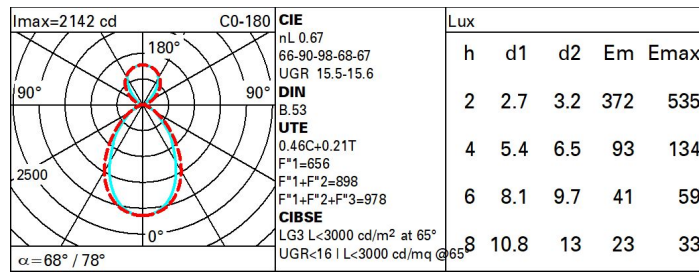 Imax=2142 cd C0-180
180°
90° 90°
2500
0°
α=68° / 78°
CIE
nL 0.67
66-90-98-68-67
UGR 15.5-15.6
DIN
B.53
UTE
0.46C+0.21T
F"1=656
F"1+F"2=898
F"1+F"2+F"3=978
CIBSE
LG3 L<3000 cd/m² at 65°
UGR<16 | L<3000 cd/mq @65°
Lux
h d1 d2 Em Emax
2 2.7 3.2 372 535
4 5.4 6.5 93 134
6 8.1 9.7 41 59
8 10.8 13 23 33